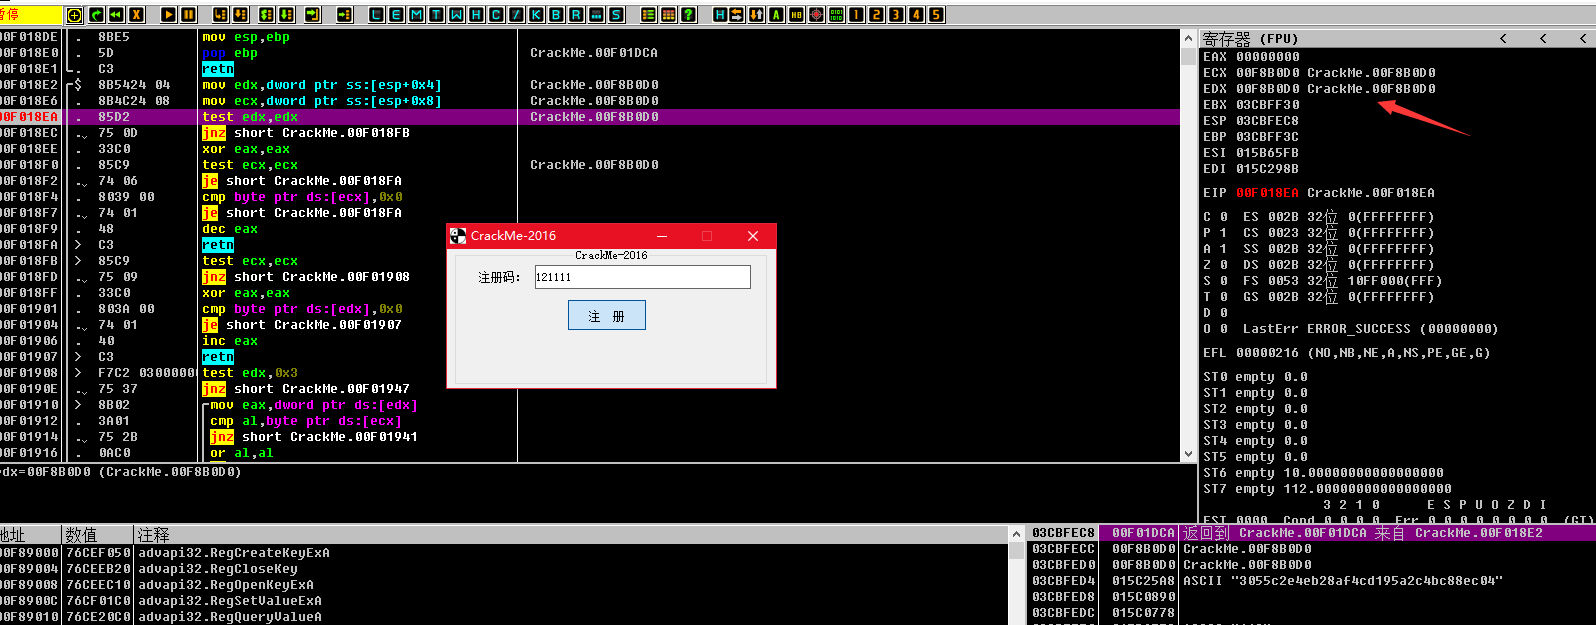 暂停 L E M T W H C / K B R ... S H A HB 1 2 3 4 5
00F018DE . 8BE5 mov esp,ebp
00F018E0 . 5D pop ebp CrackMe.00F01DCA
00F018E1 . C3 retn
00F018E2 $ 8B5424 04 mov edx,dword ptr ss:[esp+0x4] CrackMe.00F8B0D0
00F018E6 . 8B4C24 08 mov ecx,dword ptr ss:[esp+0x8] CrackMe.00F8B0D0
00F018EA . 85D2 test edx,edx CrackMe.00F8B0D0
00F018EC . 75 0D jnz short CrackMe.00F018FB
00F018EE . 33C0 xor eax,eax
00F018F0 . 85C9 test ecx,ecx CrackMe.00F8B0D0
00F018F2 . 74 06 je short CrackMe.00F018FA
00F018F4 . 8039 00 cmp byte ptr ds:[ecx],0x0
00F018F7 . 74 01 je short CrackMe.00F018FA
00F018F9 . 48 dec eax
00F018FA > C3 retn
00F018FB > 85C9 test ecx,ecx
00F018FD . 75 09 jnz short CrackMe.00F01908
00F018FF . 33C0 xor eax,eax
00F01901 . 803A 00 cmp byte ptr ds:[edx],0x0
00F01904 . 74 01 je short CrackMe.00F01907
00F01906 . 40 inc eax
00F01907 > C3 retn
00F01908 > F7C2 0300000 test edx,0x3
00F0190E . 75 37 jnz short CrackMe.00F01947
00F01910 > 8B02 mov eax,dword ptr ds:[edx]
00F01912 . 3A01 cmp al,byte ptr ds:[ecx]
00F01914 . 75 2B jnz short CrackMe.00F01941
00F01916 . 0AC0 or al,al
edx=00F8B0D0 (CrackMe.00F8B0D0)
CrackMe-2016
CrackMe-2016
注册码： 121111
注 册
寄存器 (FPU) < < <
EAX 00000000
ECX 00F8B0D0 CrackMe.00F8B0D0
EDX 00F8B0D0 CrackMe.00F8B0D0
EBX 03CBFF30
ESP 03CBFEC8
EBP 03CBFF3C
ESI 015B65FB
EDI 015C298B
EIP 00F018EA CrackMe.00F018EA
C 0 ES 002B 32位 0(FFFFFFFF)
P 1 CS 0023 32位 0(FFFFFFFF)
A 1 SS 002B 32位 0(FFFFFFFF)
Z 0 DS 002B 32位 0(FFFFFFFF)
S 0 FS 0053 32位 10FF000(FFF)
T 0 GS 002B 32位 0(FFFFFFFF)
D 0
O 0 LastErr ERROR_SUCCESS (00000000)
EFL 00000216 (NO,NB,NE,A,NS,PE,GE,G)
ST0 empty 0.0
ST1 empty 0.0
ST2 empty 0.0
ST3 empty 0.0
ST4 empty 0.0
ST5 empty 0.0
ST6 empty 10.000000000000000000
ST7 empty 112.00000000000000000
3 2 1 0 E S P U O Z D I
FST 0000 Cond 0 0 0 0 Err 0 0 0 0 0 0 0 0 (GT)
地址 数值 注释
00F89000 76CEF050 advapi32.RegCreateKeyExA
00F89004 76CEEB20 advapi32.RegCloseKey
00F89008 76CEEC10 advapi32.RegOpenKeyExA
00F8900C 76CF01C0 advapi32.RegSetValueExA
00F89010 76CE20C0 advapi32.RegQueryValueA
03CBFEC8 00F01DCA 返回到 CrackMe.00F01DCA 来自 CrackMe.00F018E2
03CBFECC 00F8B0D0 CrackMe.00F8B0D0
03CBFED0 00F8B0D0 CrackMe.00F8B0D0
03CBFED4 015C25A8 ASCII "3055c2e4eb28af4cd195a2c4bc88ec04"
03CBFED8 015C0890
03CBFEDC 015C0778